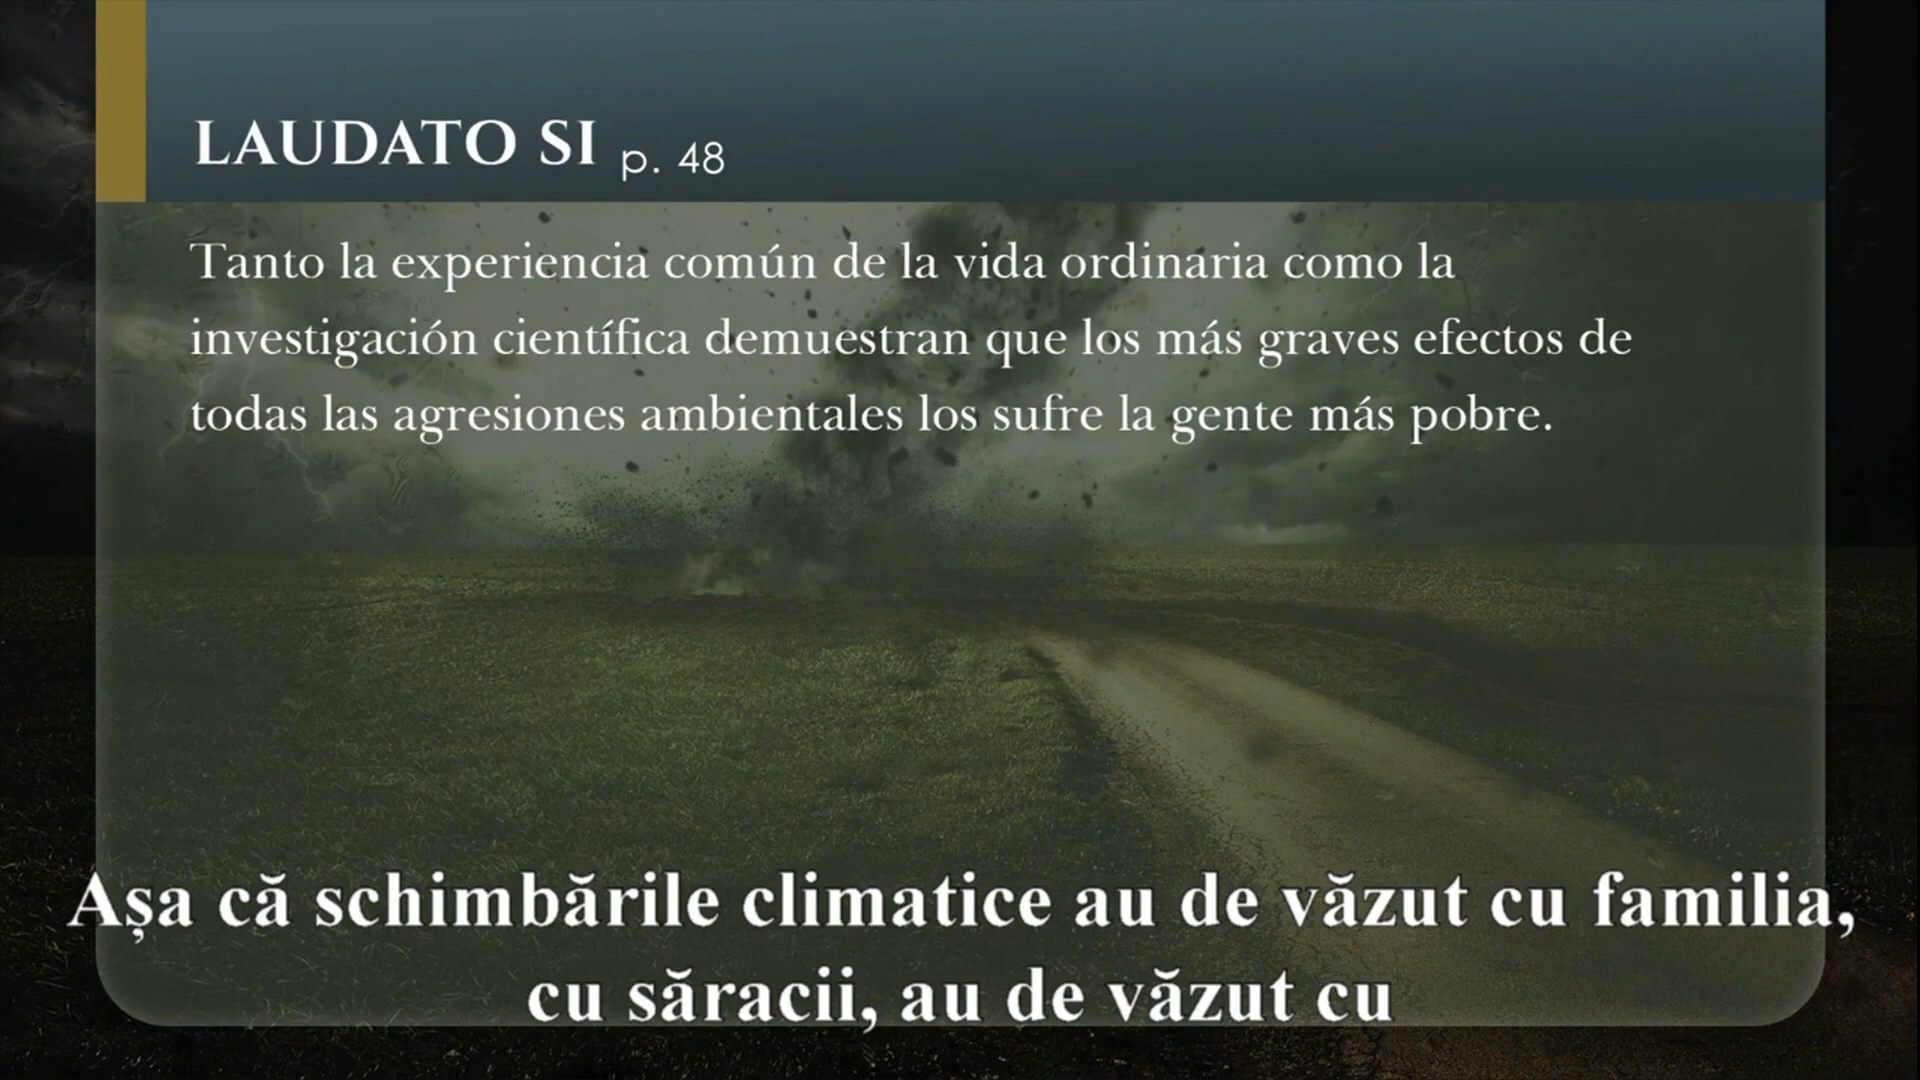 LAUDATO SI p. 48
Tanto la experiencia común de la vida ordinaria como la
investigación científica demuestran que los más graves efectos de
todas las agresiones ambientales los sufre la gente más pobre.
Așa că schimbările climatice au de văzut cu familia,
cu săracii, au de văzut cu